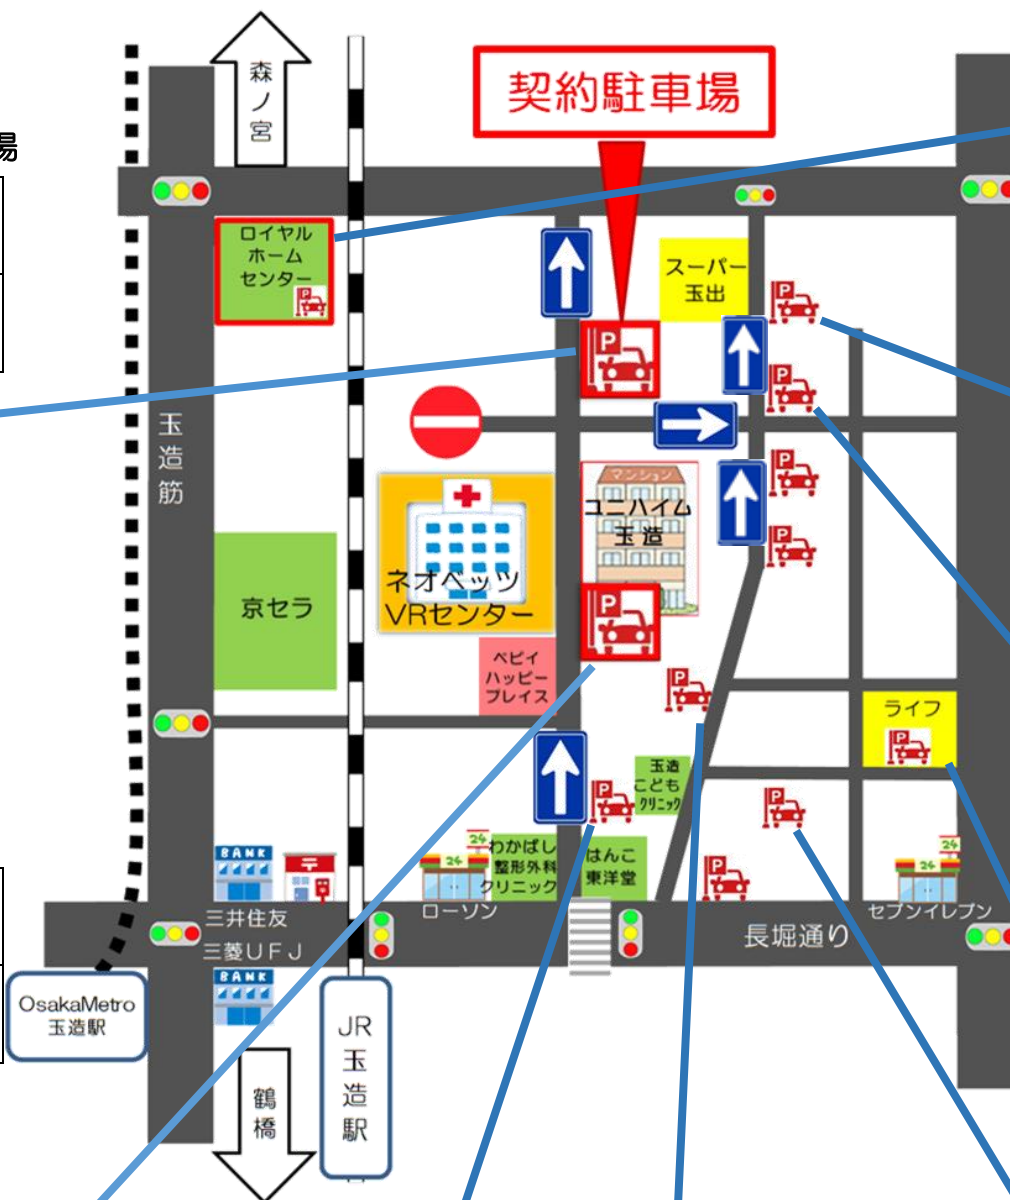 森ノ宮
契約駐車場
場
ロイヤル
ホーム
センター
P
スーパー
玉出
P
P
P
玉造筋
マンション
ユニハイム
玉造
P
P
ネオベッツ
VRセンター
京セラ
P
ベビイ
ハッピー
プレイス
P
ライフ
P
玉造
こども
クリニック
P
P
BANK
〒
24
24
わかばし
整形外科
クリニック
はんこ
東洋堂
P
24
24
ローソン
セブンイレブン
三井住友
三菱UFJ
長堀通り
BANK
OsakaMetro
玉造駅
JR
玉造駅
鶴橋